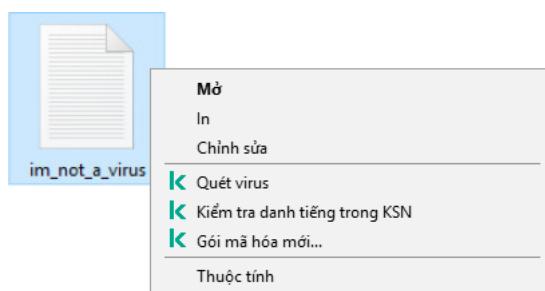 im_not_a_virus
Mở
In
Chỉnh sửa
Quét virus
Kiểm tra danh tiếng trong KSN
Gói mã hóa mới...
Thuộc tính